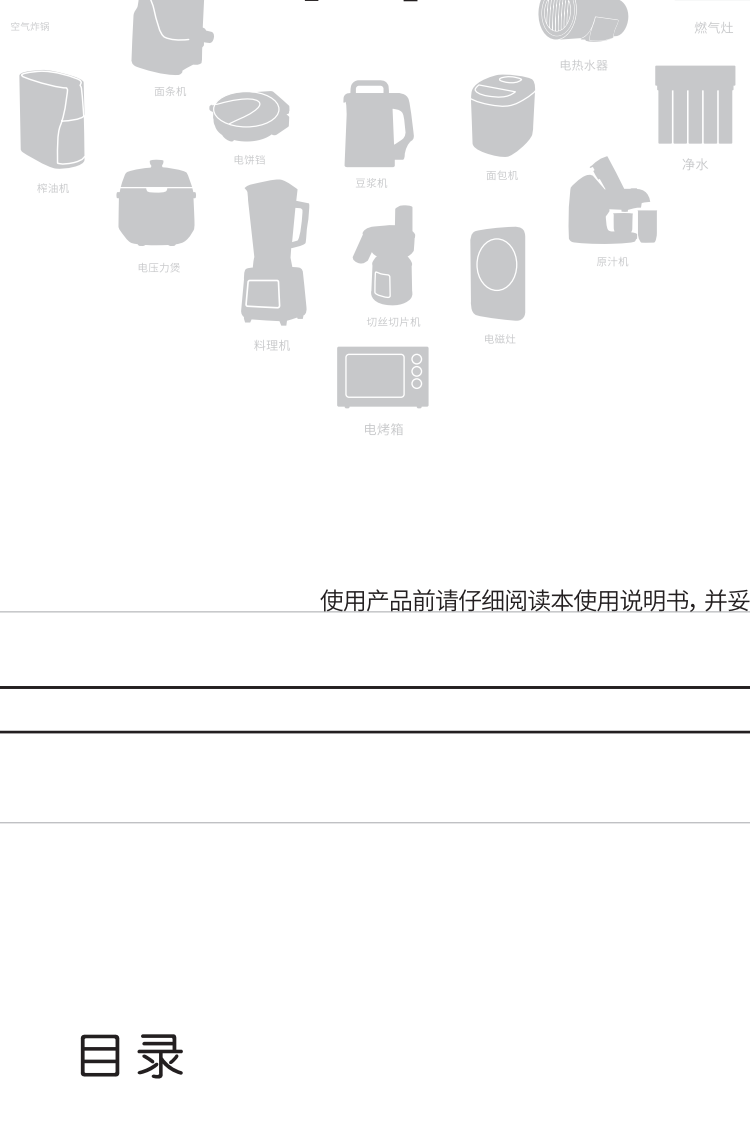 空气炸锅
燃气灶
电热水器
面条机
电饼铛
净水
面包机
豆浆机
榨油机
原汁机
电压力煲
切丝切片机
电磁灶
料理机
电烤箱
使用产品前请仔细阅读本使用说明书，并妥
目录